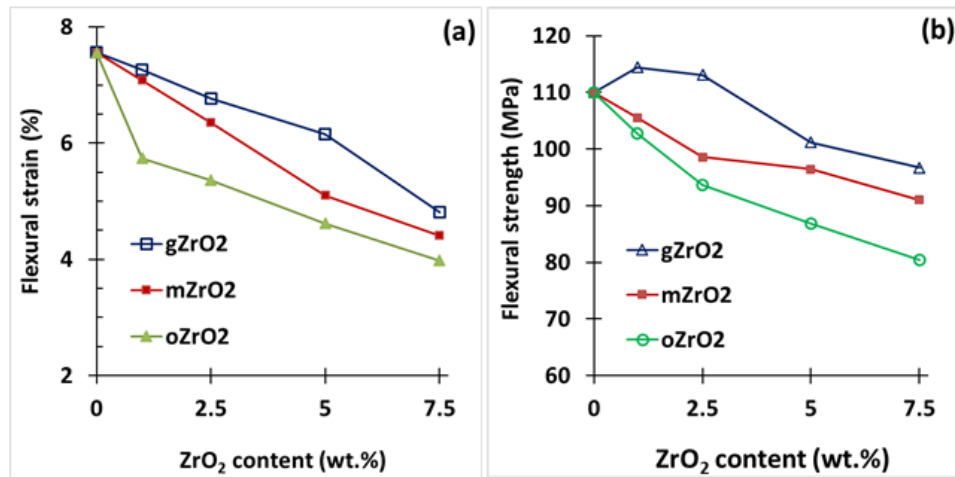 (a)
Flexural strain (%)
8
6
4
2
gZrO2
mZrO2
oZrO2
0 2.5 5 7.5
ZrO₂ content (wt.%)
(b)
Flexural strength (MPa)
120
110
100
90
80
70
60
gZrO2
mZrO2
oZrO2
0 2.5 5 7.5
ZrO₂ content (wt.%)